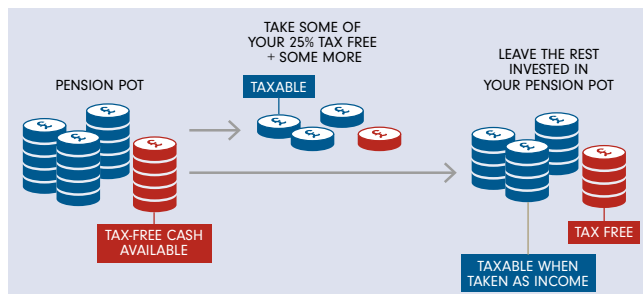 PENSION POT
TAX-FREE CASH
AVAILABLE
TAKE SOME OF
YOUR 25% TAX FREE
+ SOME MORE
TAXABLE
LEAVE THE REST
INVESTED IN
YOUR PENSION POT
TAX FREE
TAXABLE WHEN
TAKEN AS INCOME